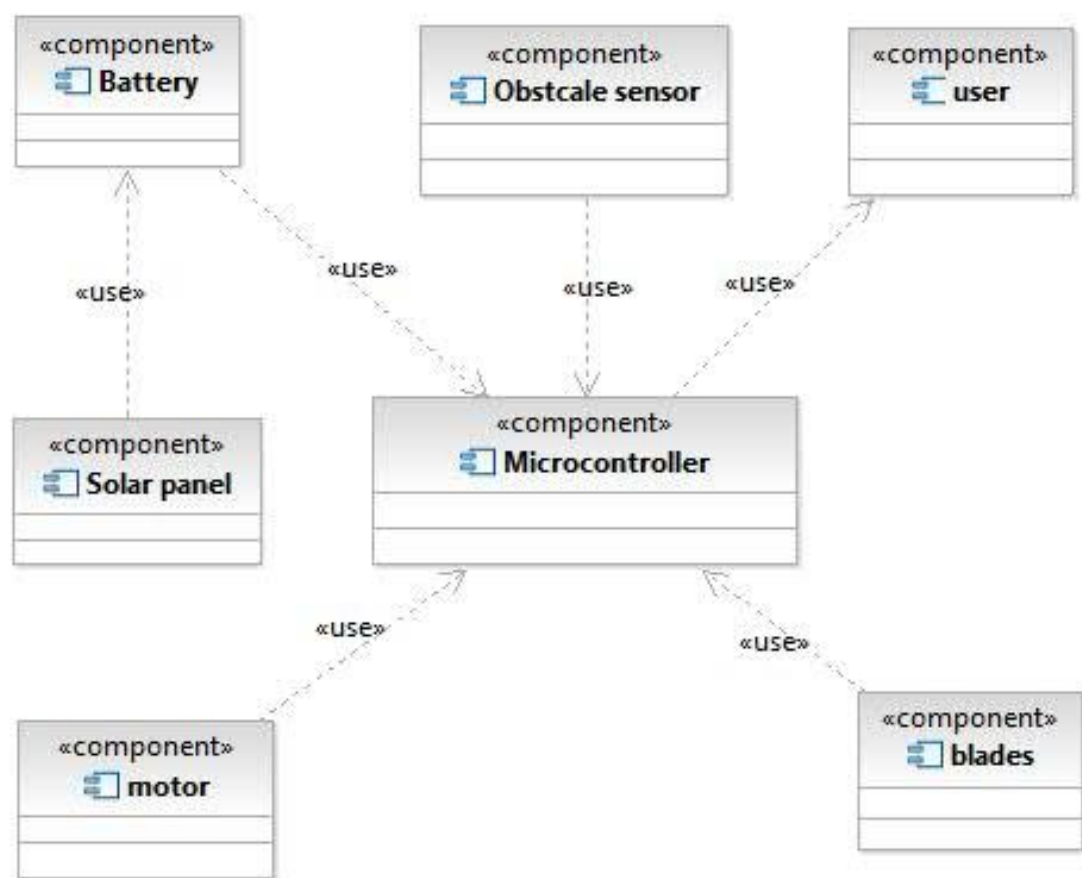 «component»
Battery
«component»
Obstcale sensor
«component»
user
«use»
«use»
«use»
«use»
«component»
Solar panel
«component»
Microcontroller
«use»
«use»
«component»
motor
«component»
blades